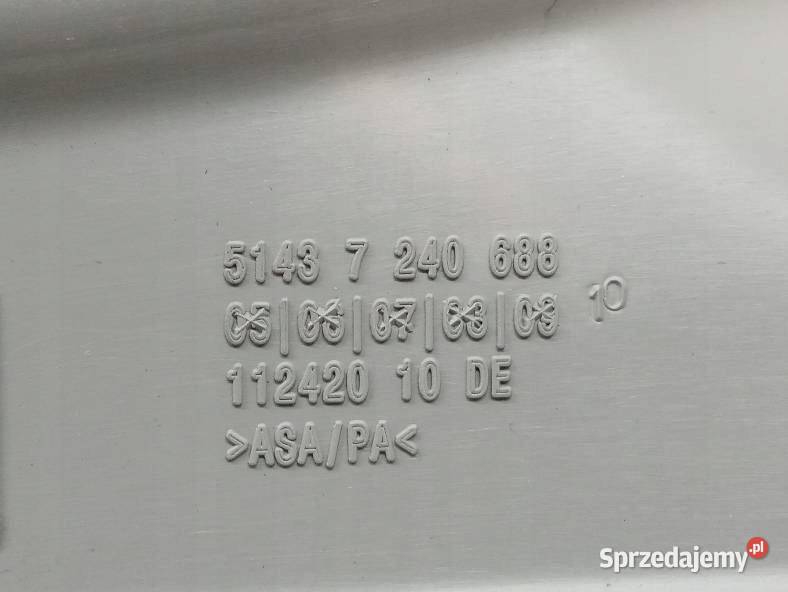 5143 7 240 688
05|06|07|08|09 10
112420 10 DE
>ASA/PA<
Sprzedajemy.pl